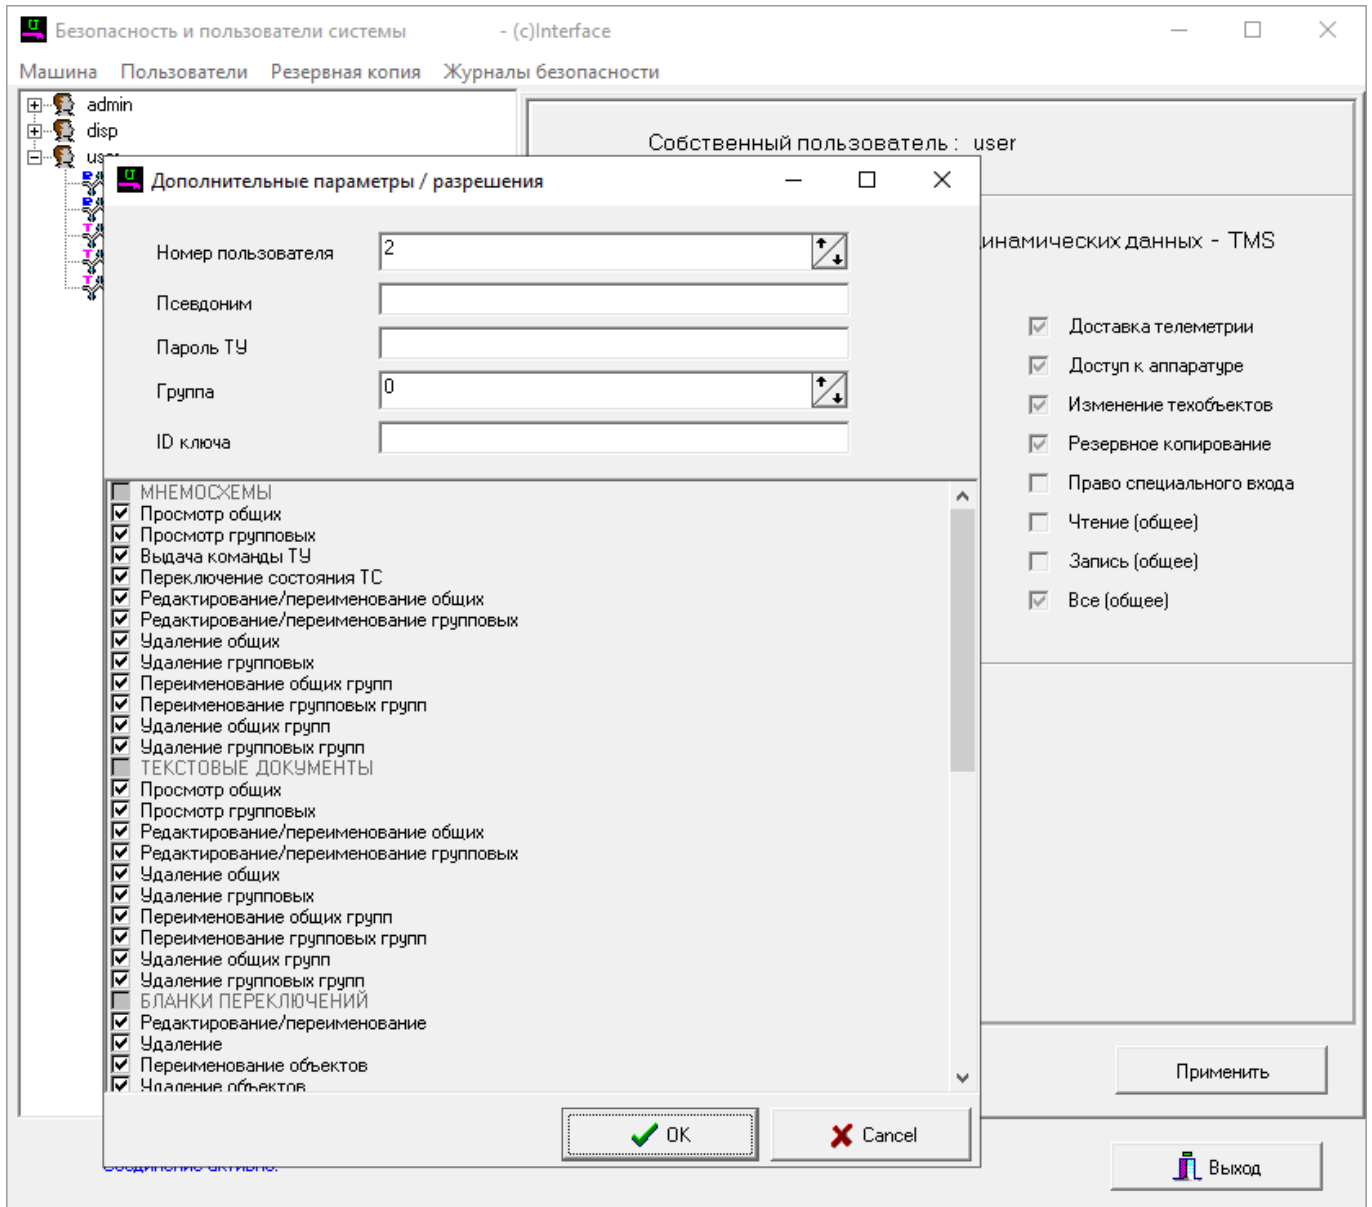 Безопасность и пользователи системы - (c)Interface
Машина Пользователи Резервная копия Журналы безопасности
admin
disp
Собственный пользователь : user
Дополнительные параметры / разрешения
Номер пользователя 2
Псевдоним
Пароль ТУ
Группа 0
ID ключа
динамических данных - TMS
Доставка телеметрии
Доступ к аппаратуре
Изменение техобъектов
Резервное копирование
Право специального входа
Чтение (общее)
Запись (общее)
Все (общее)
МНЕМОСХЕМЫ
Просмотр общих
Просмотр групповых
Выдача команды ТУ
Переключение состояния ТС
Редактирование/переименование общих
Редактирование/переименование групповых
Удаление общих
Удаление групповых
Переименование общих групп
Переименование групповых групп
Удаление общих групп
Удаление групповых групп
ТЕКСТОВЫЕ ДОКУМЕНТЫ
Просмотр общих
Просмотр групповых
Редактирование/переименование общих
Редактирование/переименование групповых
Удаление общих
Удаление групповых
Переименование общих групп
Переименование групповых групп
Удаление общих групп
Удаление групповых групп
БЛАНКИ ПЕРЕКЛЮЧЕНИЙ
Редактирование/переименование
Удаление
Переименование объектов
Удаление объектов
Применить
OK
Cancel
Соединение активно.
Выход